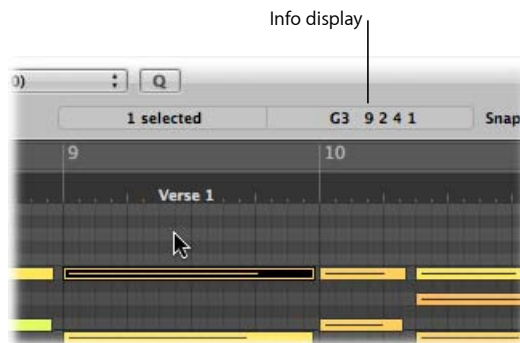 Info display
0)
Q
1 selected
G3 9 2 4 1
Snap
9
10
Verse 1